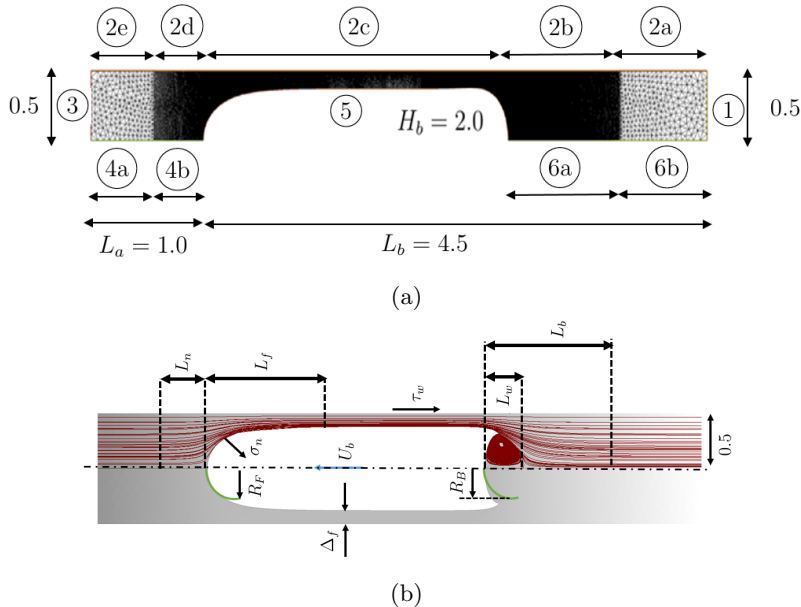 2e 2d 2c 2b 2a
0.5 3 5 H_b = 2.0 1 0.5
4a 4b 6a 6b
L_a = 1.0 L_b = 4.5
(a)
L_b
L_n L_f L_w
τ_w
σ_n U_b 0.5
R_F R_B
Δ_f
(b)